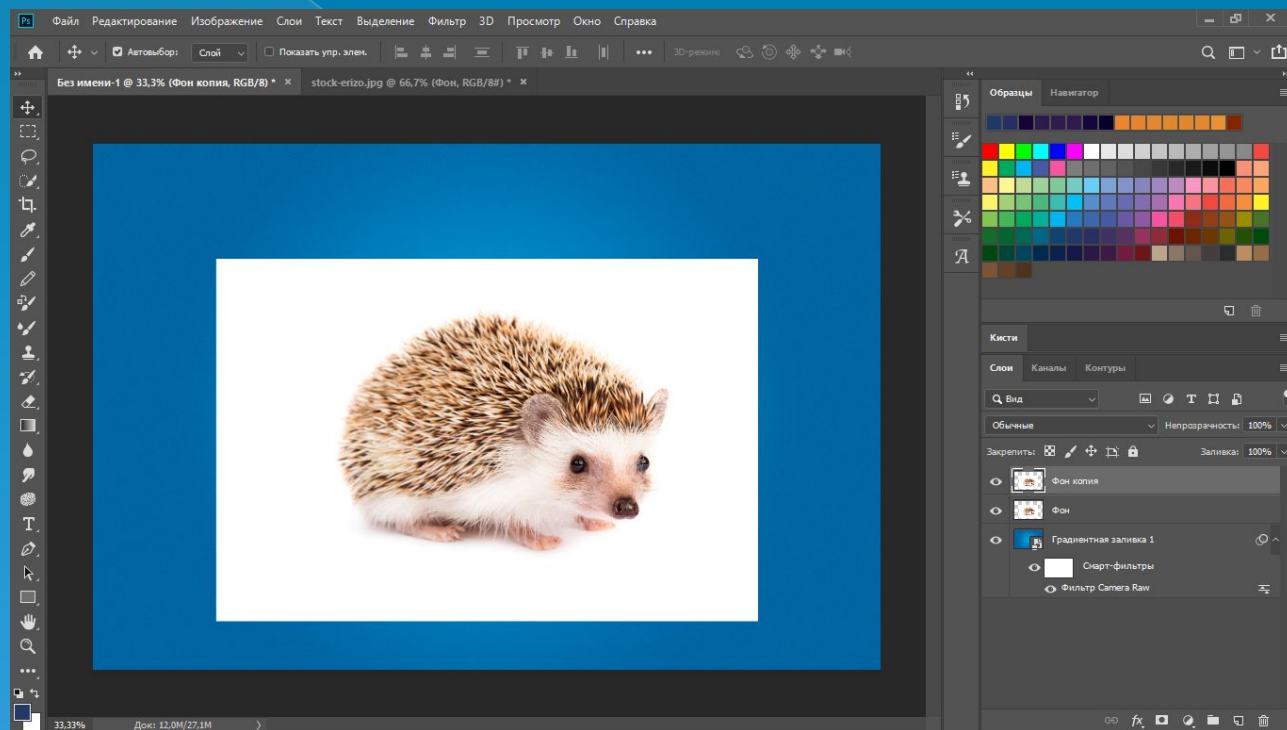 Ps Файл Редактирование Изображение Слои Текст Выделение Фильтр 3D Просмотр Окно Справка
Автовыбор: Слой Показать упр. элем. 3D-режим:
Без имени-1 @ 33,3% (Фон копия, RGB/8) * × stock-erizo.jpg @ 66,7% (Фон, RGB/8#) * ×
Образцы Навигатор
Кисти
Слои Каналы Контуры
Вид
Обычные Непрозрачность: 100%
Закрепить: Заливка: 100%
Фон копия
Фон
Градиентная заливка 1
Смарт-фильтры
Фильтр Camera Raw
33,33% Док: 12,0M/27,1M